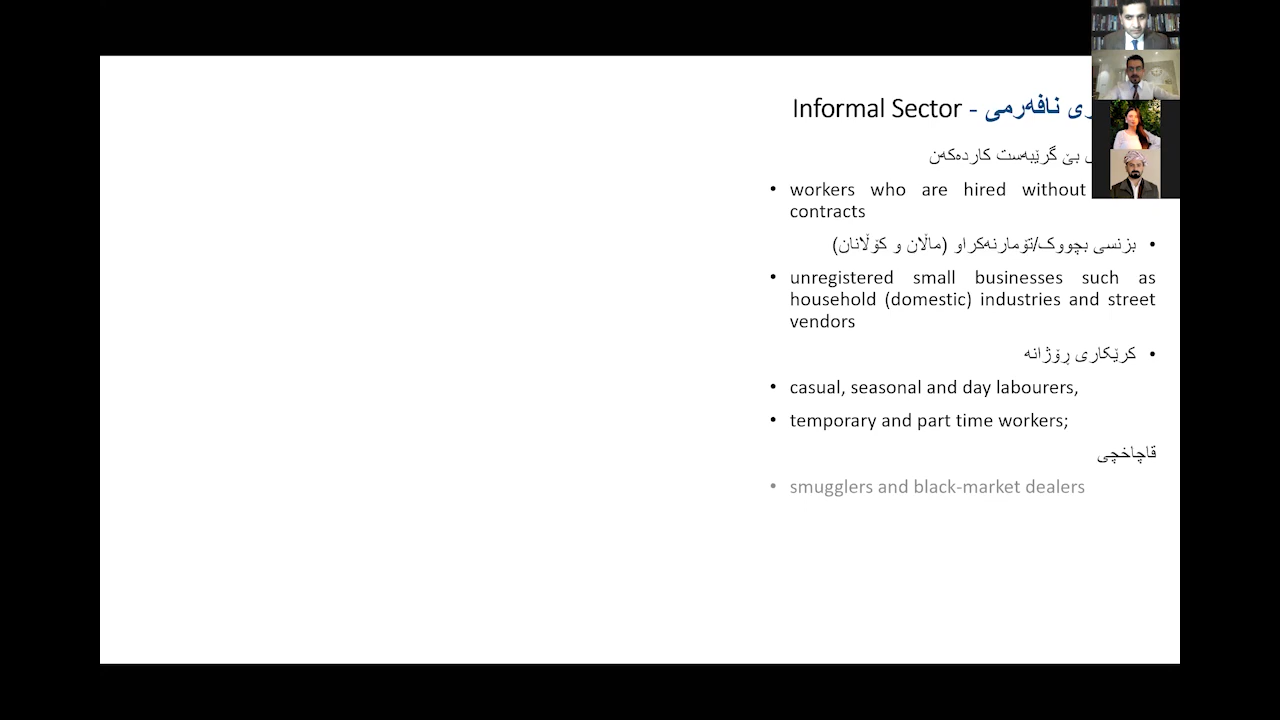 نافەرمی - Informal Sector
بێ گرێبەست کاردەکەن
• workers who are hired without
contracts
• بزنسی بچووک/تۆمارنەکراو (ماڵان و کۆڵانان)
• unregistered small businesses such as
household (domestic) industries and street
vendors
• کرێکاری ڕۆژانە
• casual, seasonal and day labourers,
• temporary and part time workers;
قاچاخچی
• smugglers and black-market dealers